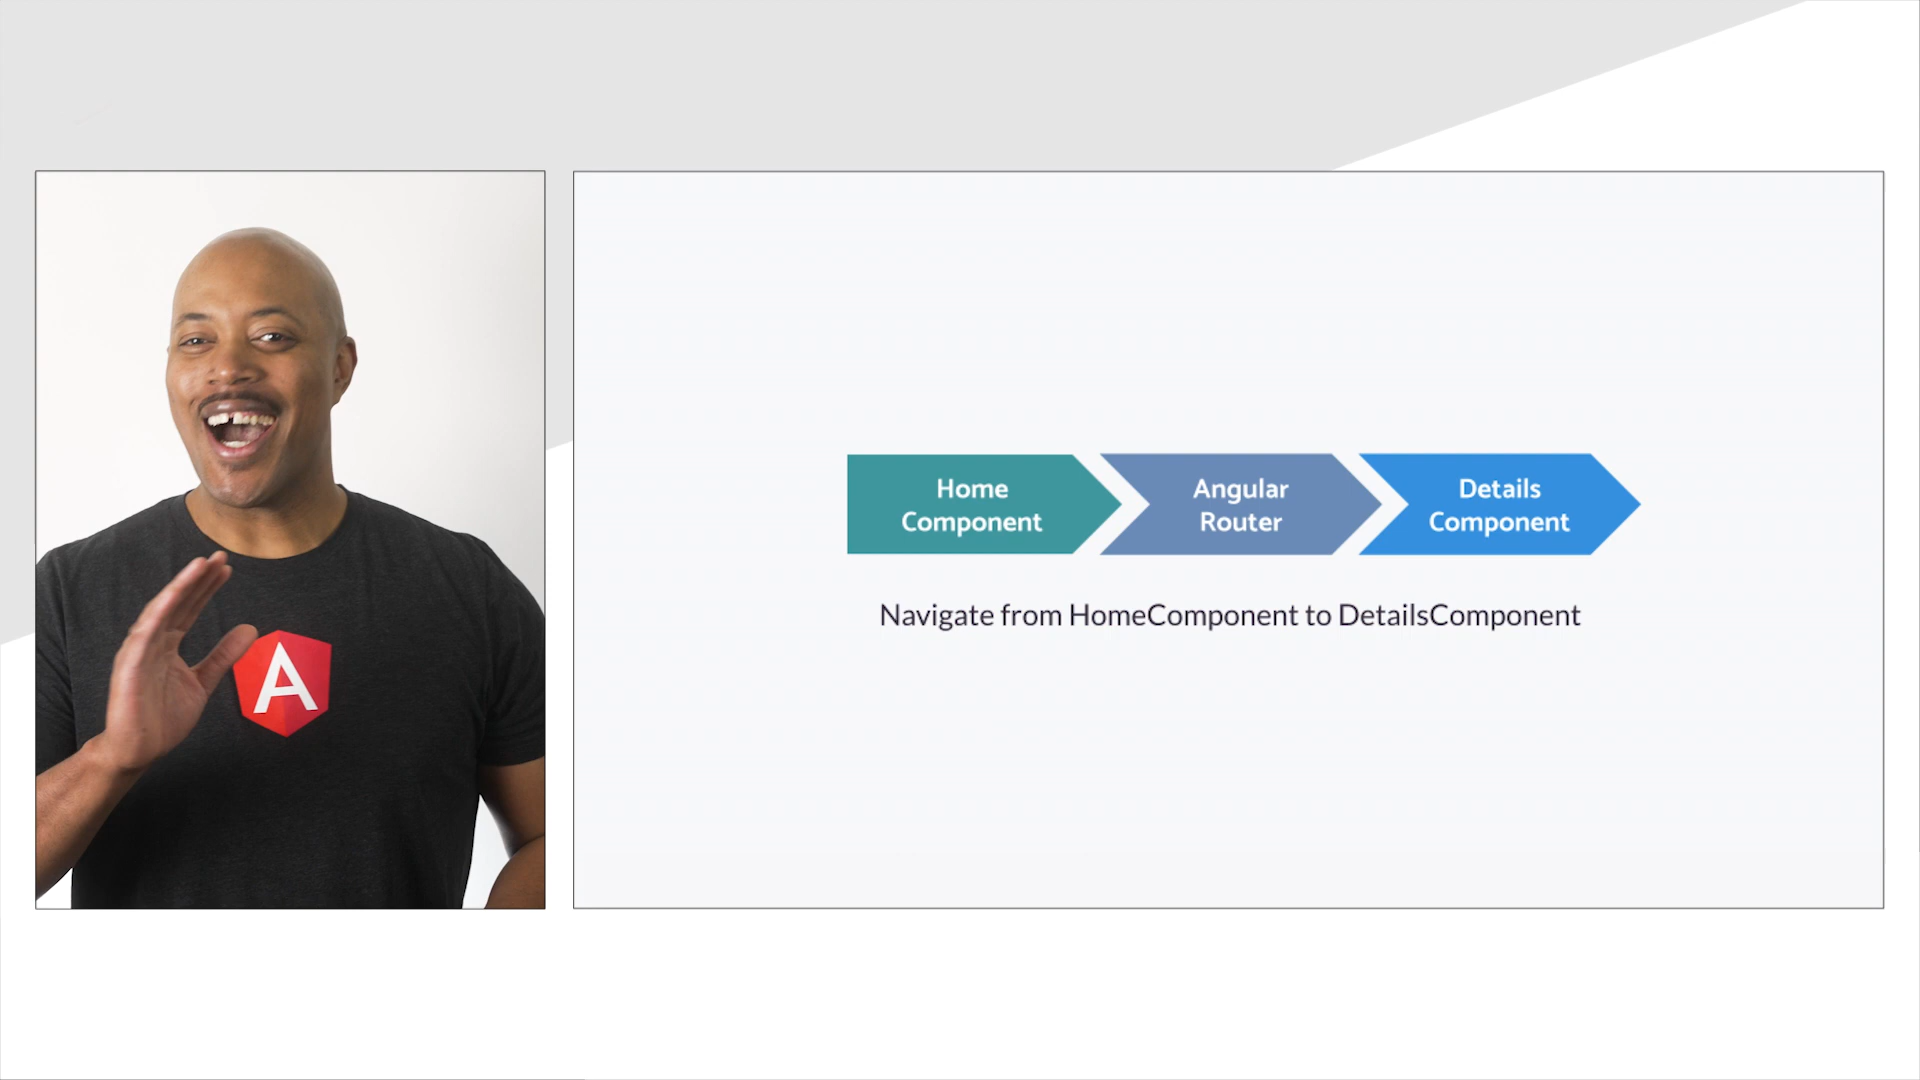 Home
Component
Angular
Router
Details
Component
Navigate from HomeComponent to DetailsComponent
A